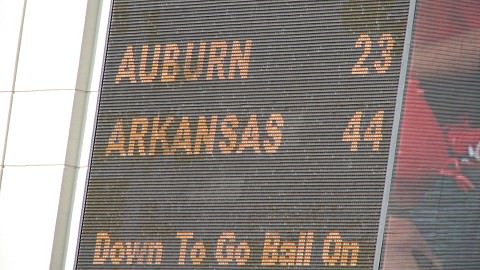 AUBURN 23
ARKANSAS 44
Down To Go Ball On